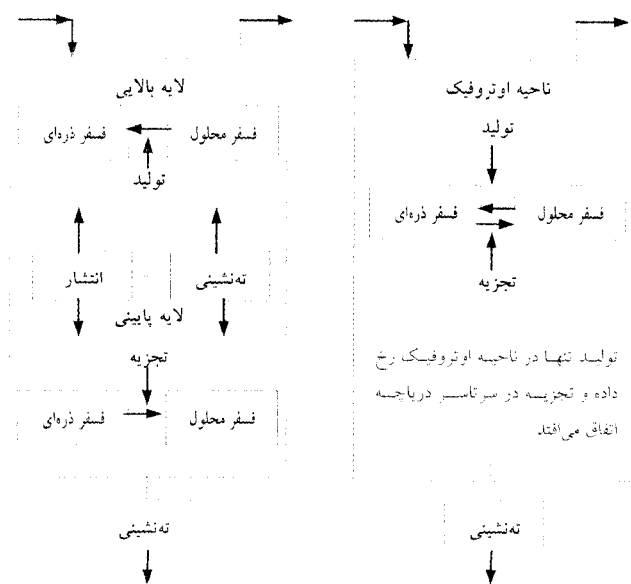 ناحیه اوتروفیک
تولید
فسفر محلول
فسفر ذره‌ای
تجزیه
تولید تنها در ناحیه اوتروفیک رخ
داده و تجزیه در سرتاسر دریاچه
اتفاق می‌افتد
ته‌نشینی
لایه بالایی
فسفر محلول
فسفر ذره‌ای
تولید
ته‌نشینی
انتشار
لایه پایینی
تجزیه
فسفر محلول
فسفر ذره‌ای
ته‌نشینی